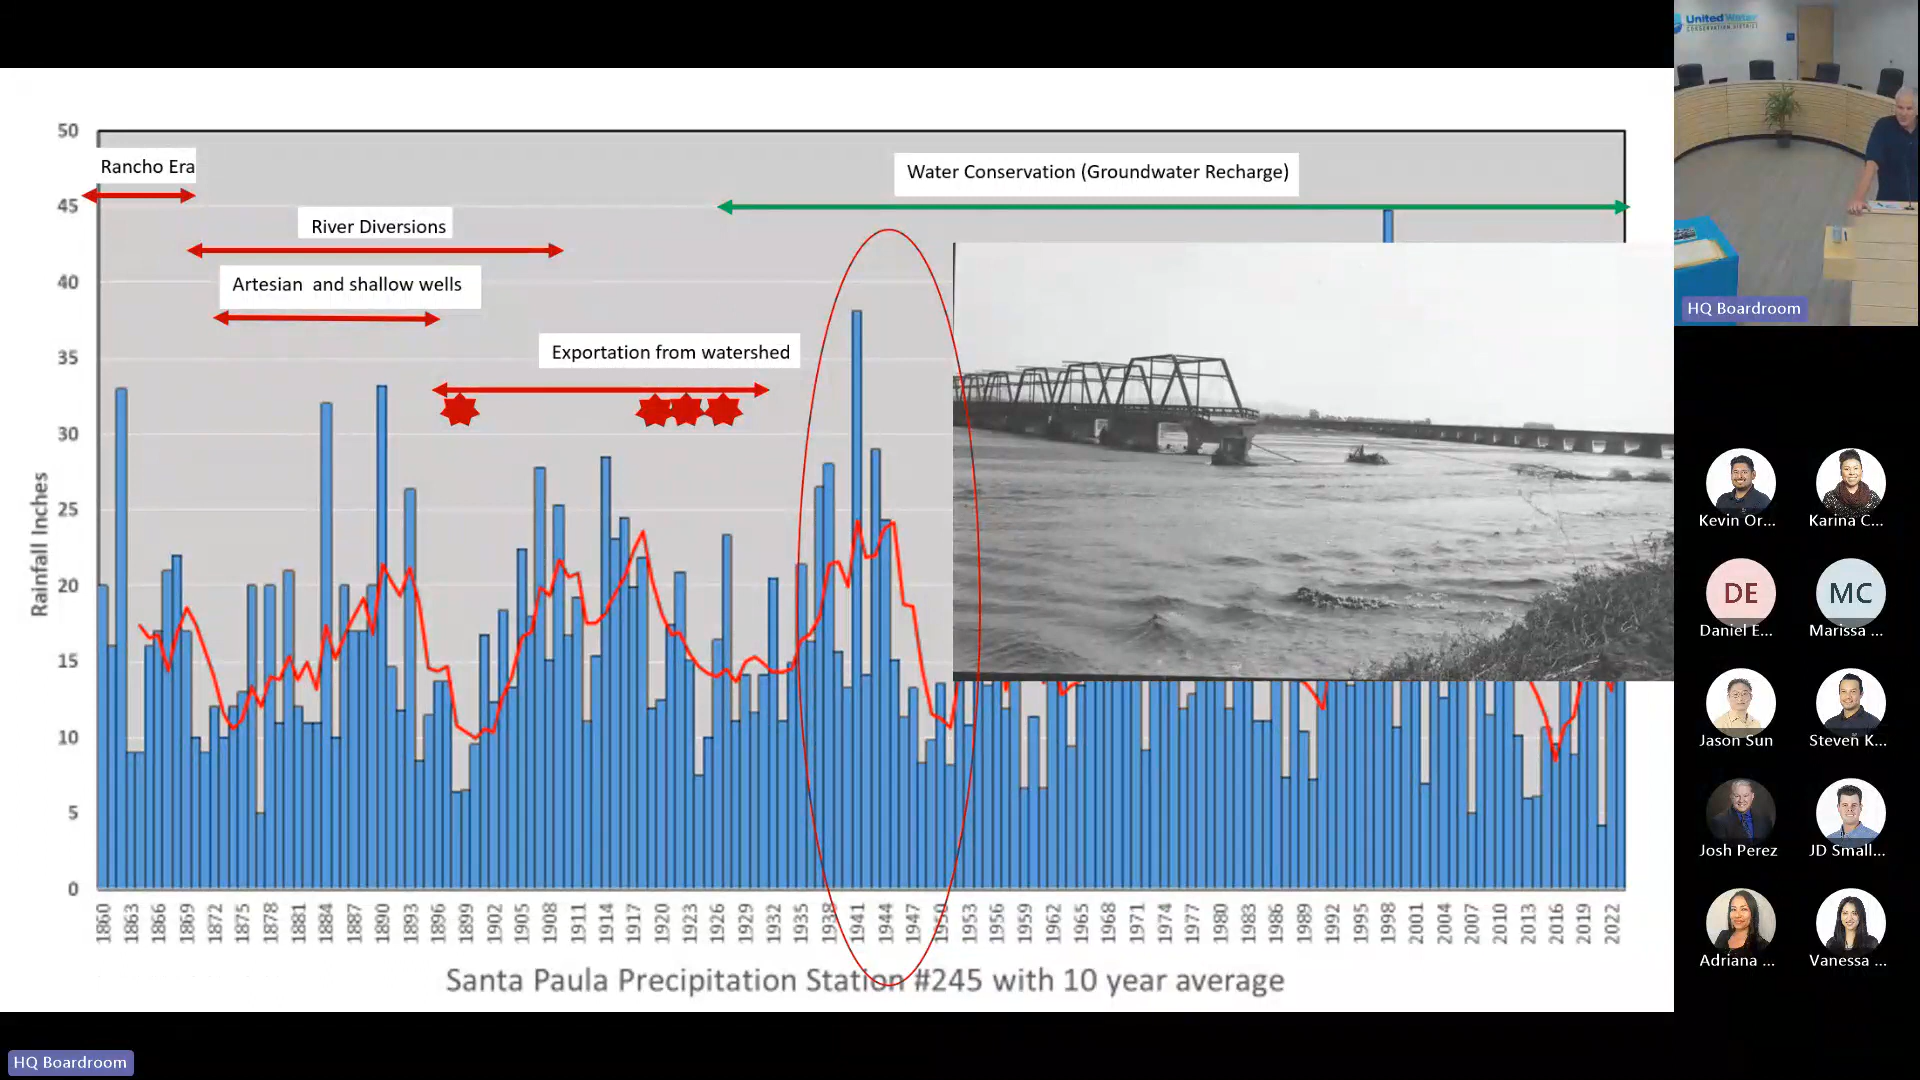 50
Rancho Era
Water Conservation (Groundwater Recharge)
45
River Diversions
40
Artesian and shallow wells
35
Exportation from watershed
30
25
20
15
10
5
0
Rainfall Inches
1860 1863 1866 1869 1872 1875 1878 1881 1884 1887 1890 1893 1896 1899 1902 1905 1908 1911 1914 1917 1920 1923 1926 1929 1932 1935 1938 1941 1944 1947 1953 1956 1959 1962 1965 1968 1971 1974 1977 1980 1983 1986 1989 1992 1995 1998 2001 2004 2007 2010 2013 2016 2019 2022
Santa Paula Precipitation Station #245 with 10 year average
HQ Boardroom
United Water
CONSERVATION DISTRICT
HQ Boardroom
Kevin Or...
Karina C...
DE
MC
Daniel E...
Marissa ...
Jason Sun
Steven K...
Josh Perez
JD Small...
Adriana ...
Vanessa ...